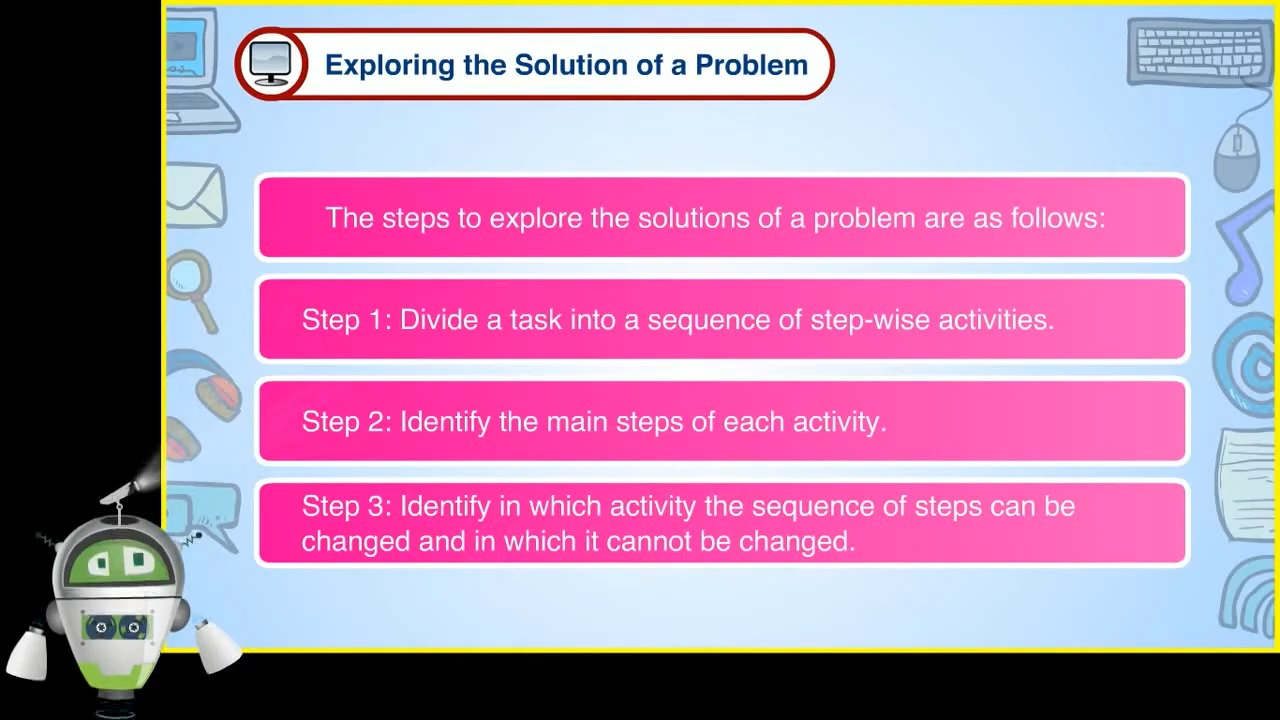 Exploring the Solution of a Problem
The steps to explore the solutions of a problem are as follows:
Step 1: Divide a task into a sequence of step-wise activities.
Step 2: Identify the main steps of each activity.
Step 3: Identify in which activity the sequence of steps can be
changed and in which it cannot be changed.